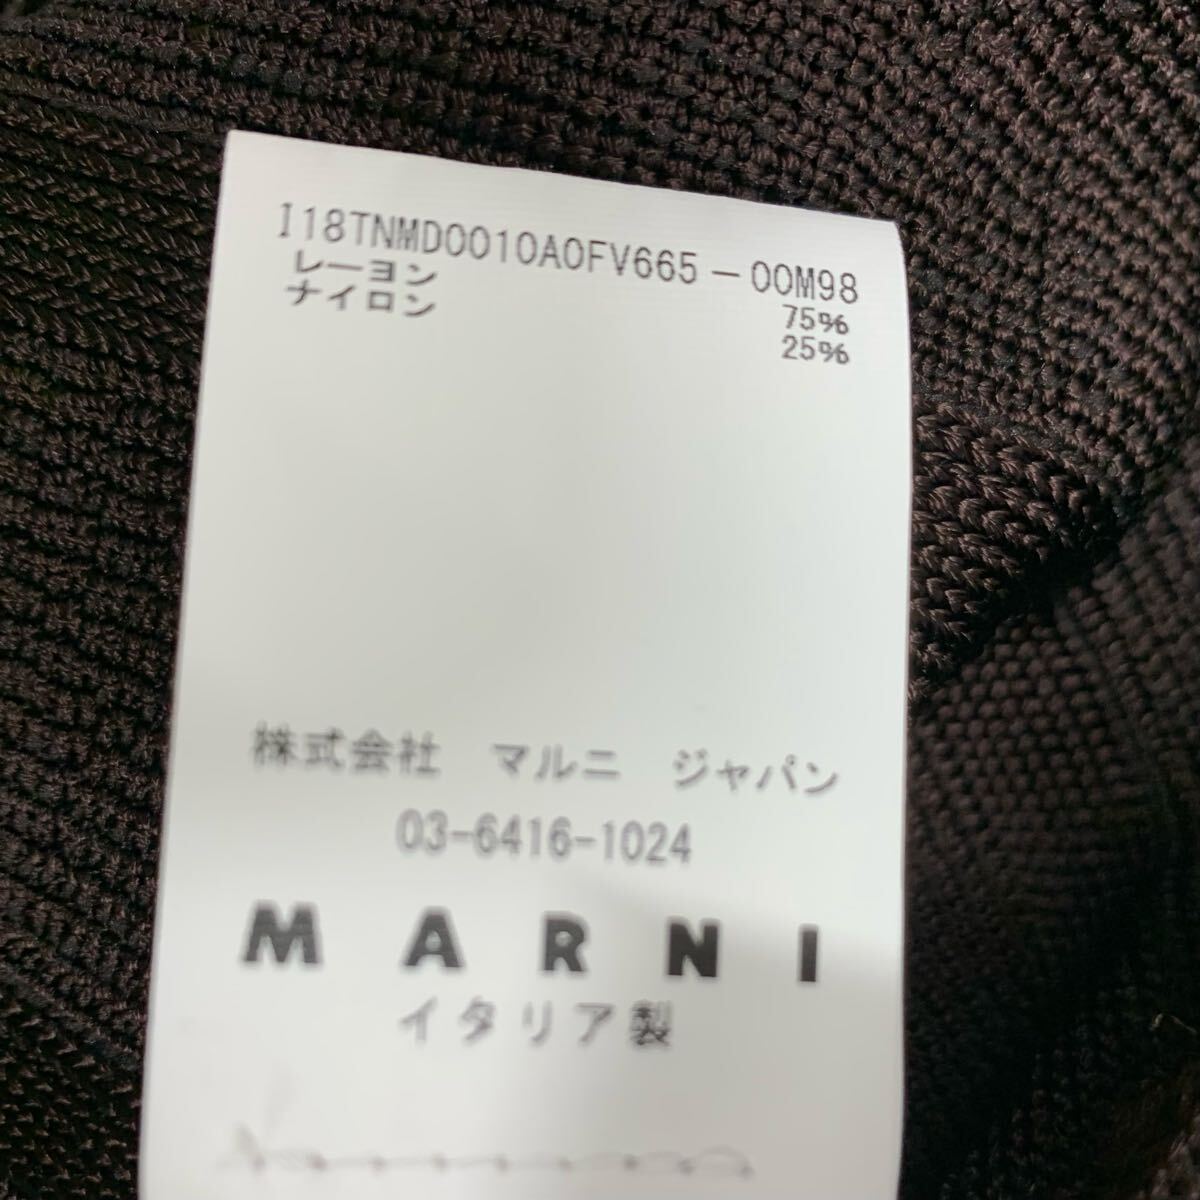 I18TNMD0010A0FV665-00M98
レーヨン 75%
ナイロン 25%
株式会社 マルニ ジャパン
03-6416-1024
MARNI
イタリア製